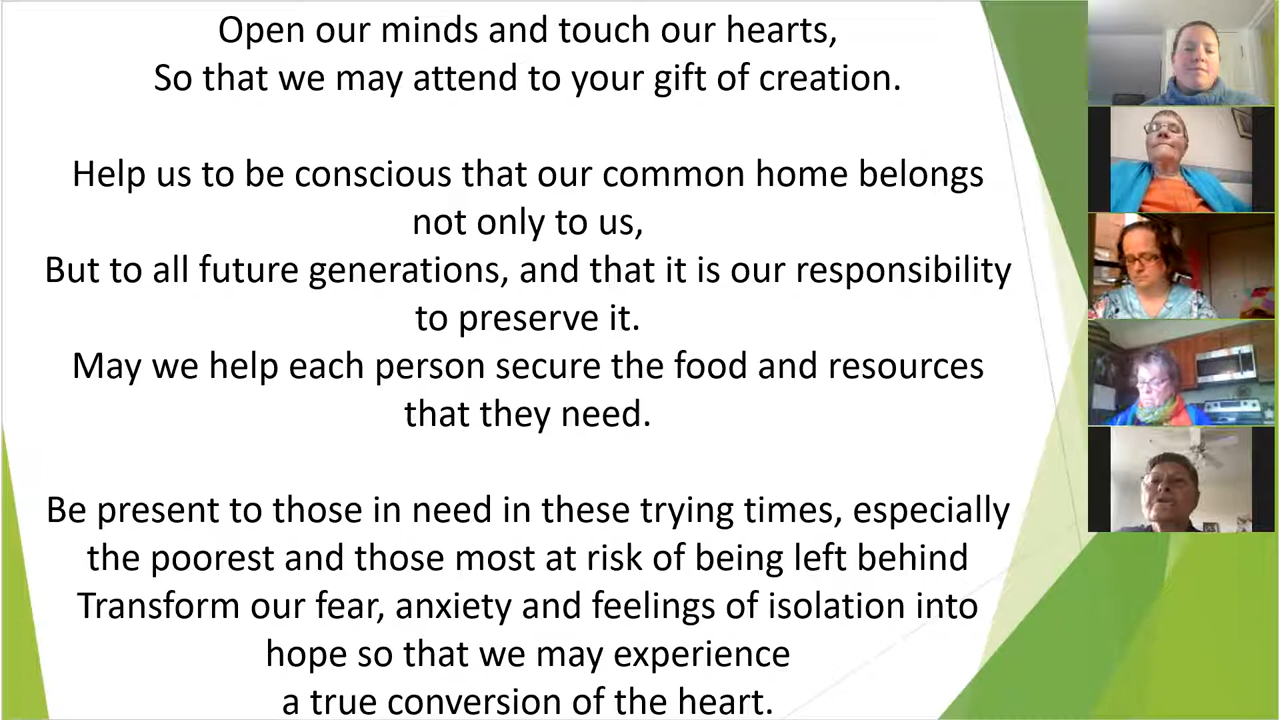 Open our minds and touch our hearts,
So that we may attend to your gift of creation.
Help us to be conscious that our common home belongs
not only to us,
But to all future generations, and that it is our responsibility
to preserve it.
May we help each person secure the food and resources
that they need.
Be present to those in need in these trying times, especially
the poorest and those most at risk of being left behind
Transform our fear, anxiety and feelings of isolation into
hope so that we may experience
a true conversion of the heart.